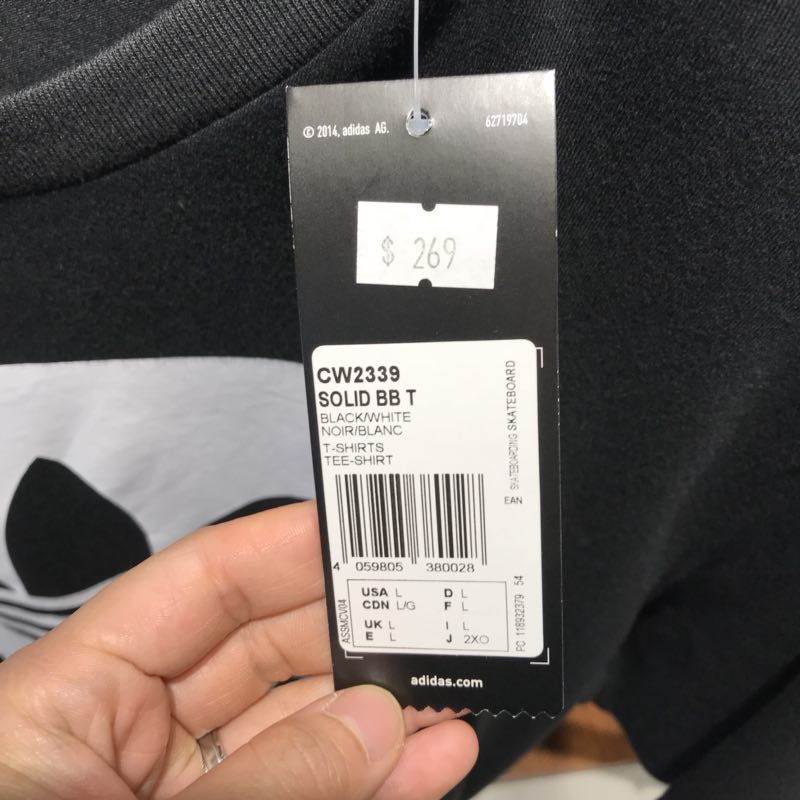 © 2014, adidas AG.
62719704
$ 269
CW2339
SOLID BB T
BLACK/WHITE
NOIR/BLANC
T-SHIRTS
TEE-SHIRT
SKATEBOARDING SKATEBOARD
EAN
4 059805 380028
ASSMCV04
USA L D L
CDN L/G F L
UK L I L
E L J 2XO
PC 118932379 54
adidas.com